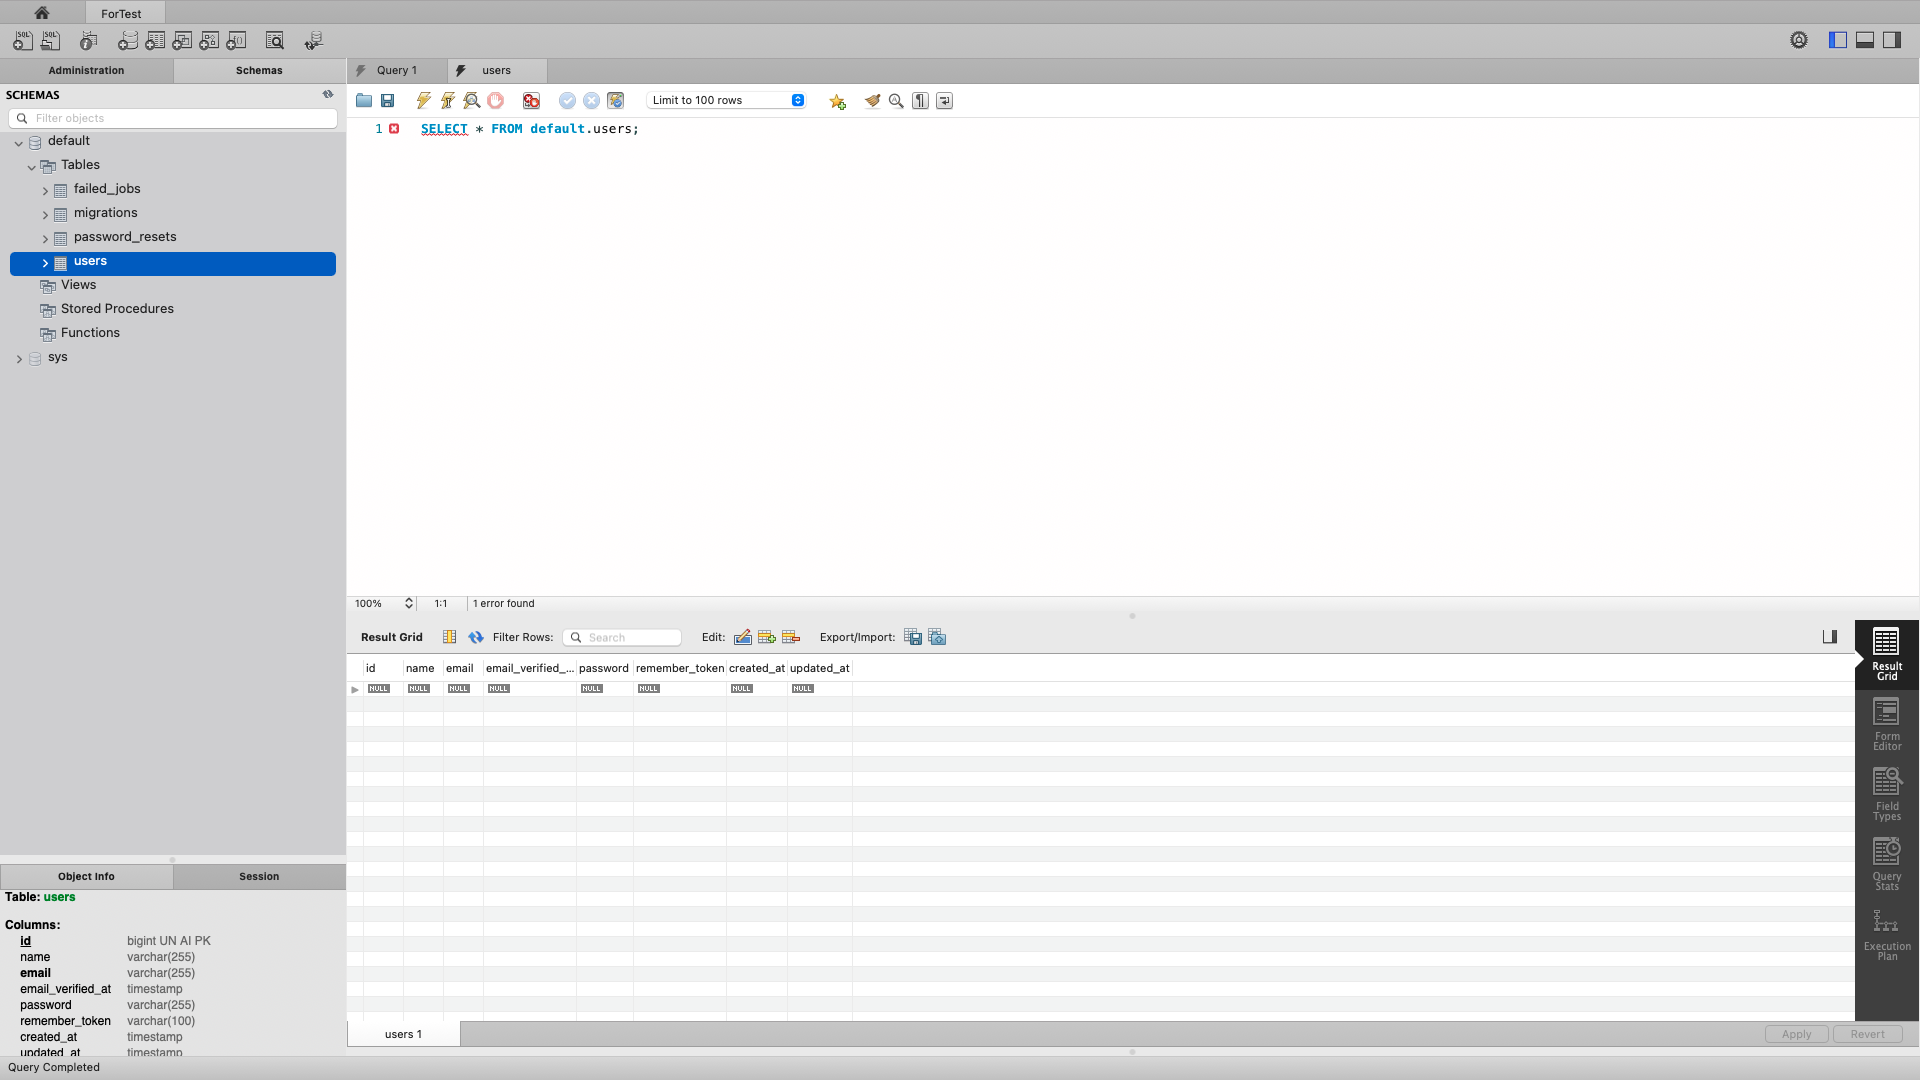 ForTest
Administration
Schemas
SCHEMAS
Filter objects
default
Tables
failed_jobs
migrations
password_resets
users
Views
Stored Procedures
Functions
sys
Object Info
Session
Table: users
Columns:
id bigint UN AI PK
name varchar(255)
email varchar(255)
email_verified_at timestamp
password varchar(255)
remember_token varchar(100)
created_at timestamp
updated_at timestamp
Query Completed
Query 1
users
Limit to 100 rows
1 SELECT * FROM default.users;
100% 1:1 1 error found
Result Grid Filter Rows: Search Edit: Export/Import:
id name email email_verified_... password remember_token created_at updated_at
NULL NULL NULL NULL NULL NULL NULL NULL
Result
Grid
Form
Editor
Field
Types
Query
Stats
Execution
Plan
users 1
Apply Revert